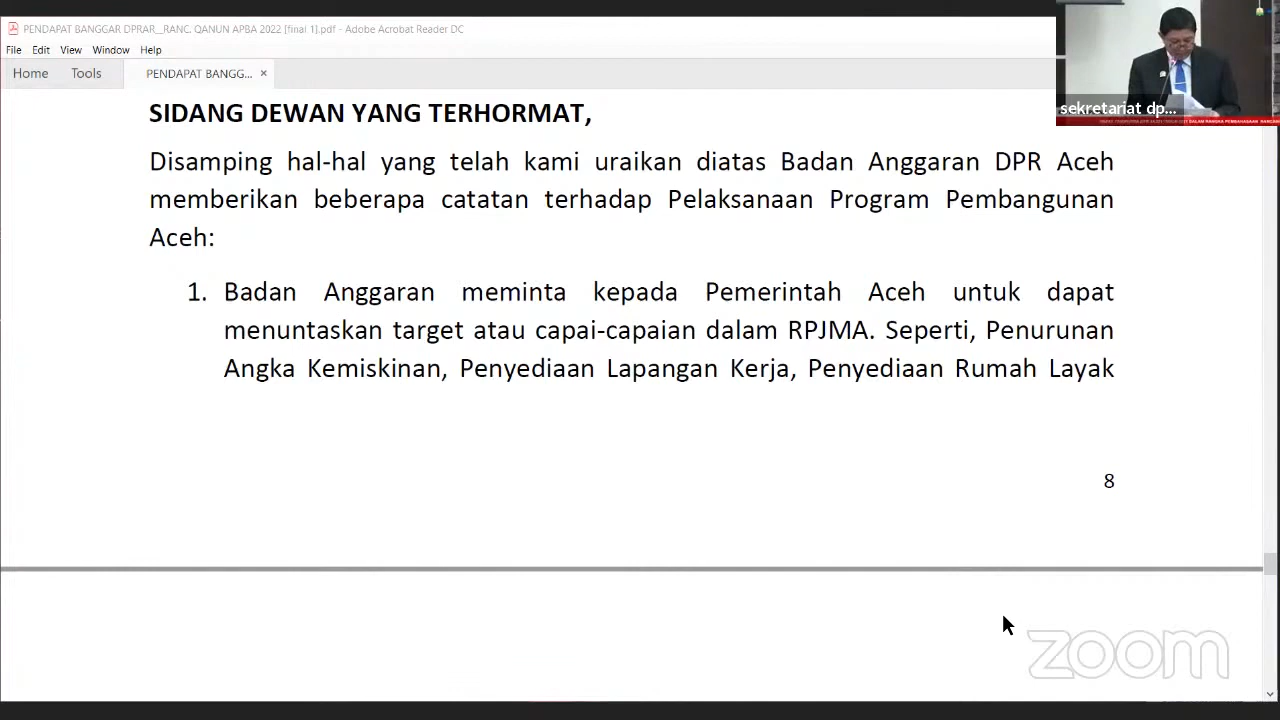 PENDAPAT BANGGAR DPRAR__RANC. QANUN APBA 2022 [final 1].pdf - Adobe Acrobat Reader DC
File Edit View Window Help
Home Tools PENDAPAT BANGG... ×
sekretariat dp...
SIDANG DEWAN YANG TERHORMAT,
Disamping hal-hal yang telah kami uraikan diatas Badan Anggaran DPR Aceh
memberikan beberapa catatan terhadap Pelaksanaan Program Pembangunan
Aceh:
1. Badan Anggaran meminta kepada Pemerintah Aceh untuk dapat
menuntaskan target atau capai-capaian dalam RPJMA. Seperti, Penurunan
Angka Kemiskinan, Penyediaan Lapangan Kerja, Penyediaan Rumah Layak
8
zoom